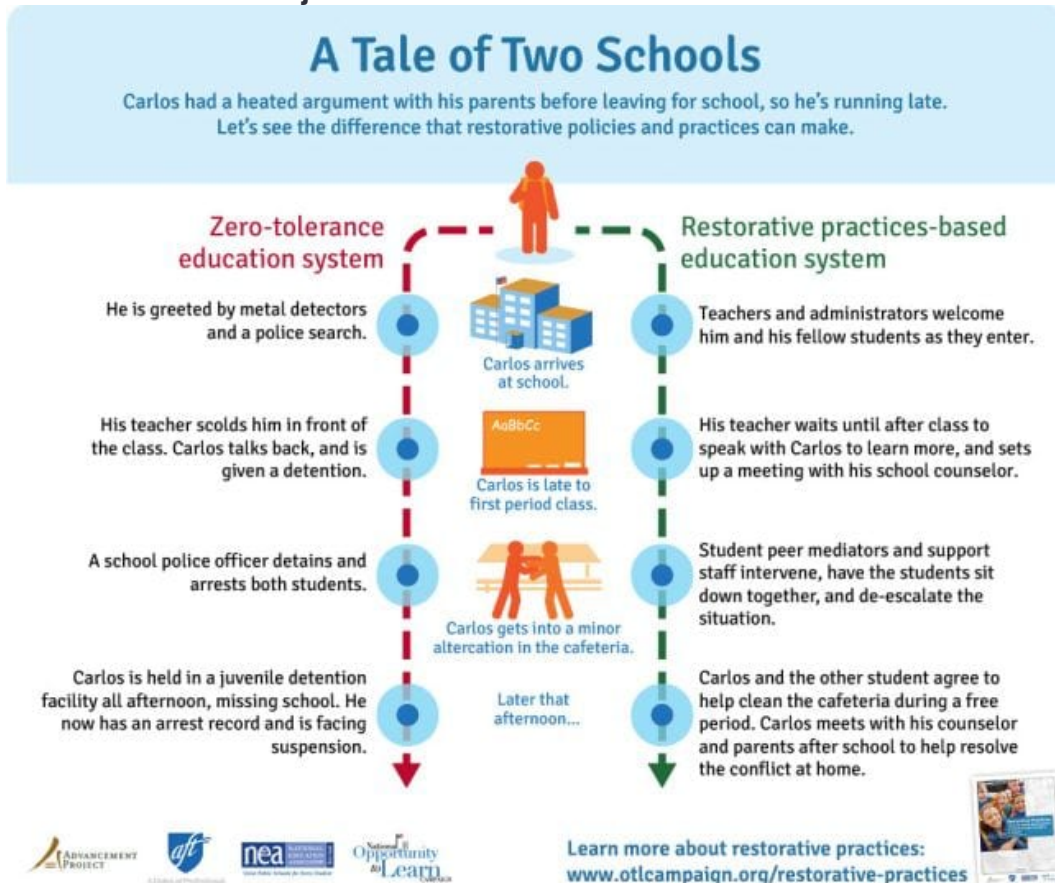 A Tale of Two Schools
Carlos had a heated argument with his parents before leaving for school, so he's running late.
Let's see the difference that restorative policies and practices can make.
Zero-tolerance
education system
Restorative practices-based
education system
He is greeted by metal detectors
and a police search.
Carlos arrives
at school.
Teachers and administrators welcome
him and his fellow students as they enter.
His teacher scolds him in front of
the class. Carlos talks back, and is
given a detention.
AaBbCc
Carlos is late to
first period class.
His teacher waits until after class to
speak with Carlos to learn more, and sets
up a meeting with his school counselor.
A school police officer detains and
arrests both students.
Carlos gets into a minor
altercation in the cafeteria.
Student peer mediators and support
staff intervene, have the students sit
down together, and de-escalate the
situation.
Carlos is held in a juvenile detention
facility all afternoon, missing school. He
now has an arrest record and is facing
suspension.
Later that
afternoon...
Carlos and the other student agree to
help clean the cafeteria during a free
period. Carlos meets with his counselor
and parents after school to help resolve
the conflict at home.
ADVANCEMENT
PROJECT
aft
nea
National
Opportunity
to Learn
Learn more about restorative practices:
www.otlcampaign.org/restorative-practices